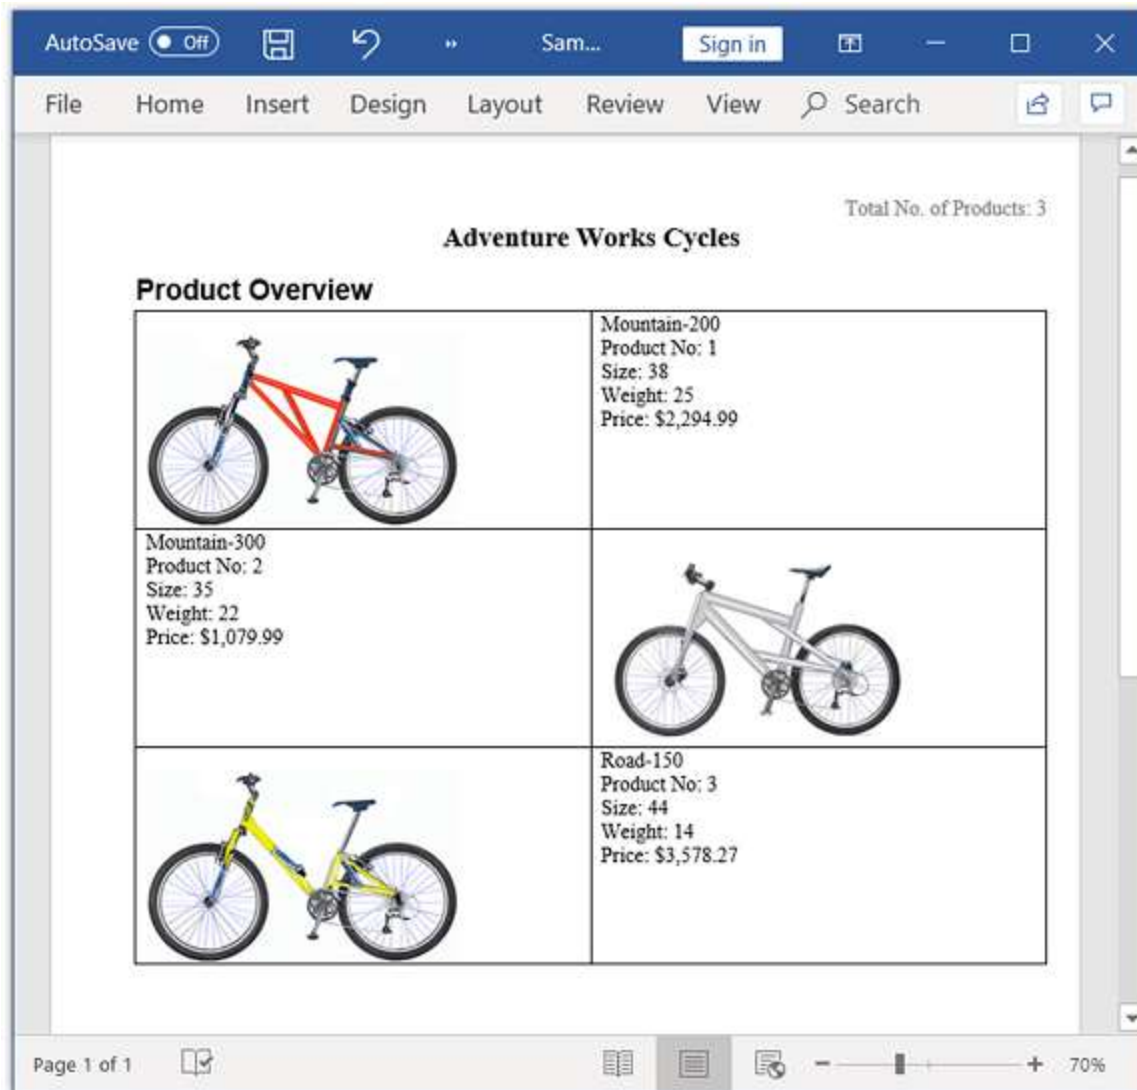 AutoSave Off Sam... Sign in
File Home Insert Design Layout Review View Search
Total No. of Products: 3
Adventure Works Cycles
Product Overview
Mountain-200
Product No: 1
Size: 38
Weight: 25
Price: $2,294.99
Mountain-300
Product No: 2
Size: 35
Weight: 22
Price: $1,079.99
Road-150
Product No: 3
Size: 44
Weight: 14
Price: $3,578.27
Page 1 of 1 70%